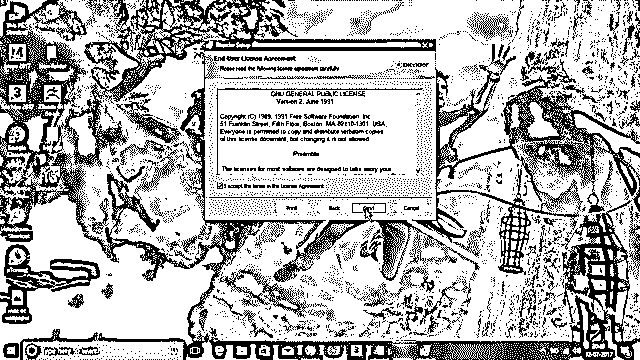 End-User License Agreement
Please read the following license agreement carefully
GNU GENERAL PUBLIC LICENSE
Version 2, June 1991
Copyright (C) 1989, 1991 Free Software Foundation, Inc.
51 Franklin Street, Fifth Floor, Boston, MA 02110-1301 USA
Everyone is permitted to copy and distribute verbatim copies
of this license document, but changing it is not allowed.
Preamble
The licenses for most software are designed to take away your
I accept the terms in the License Agreement
Print
Back
Next
Cancel
Type here to search